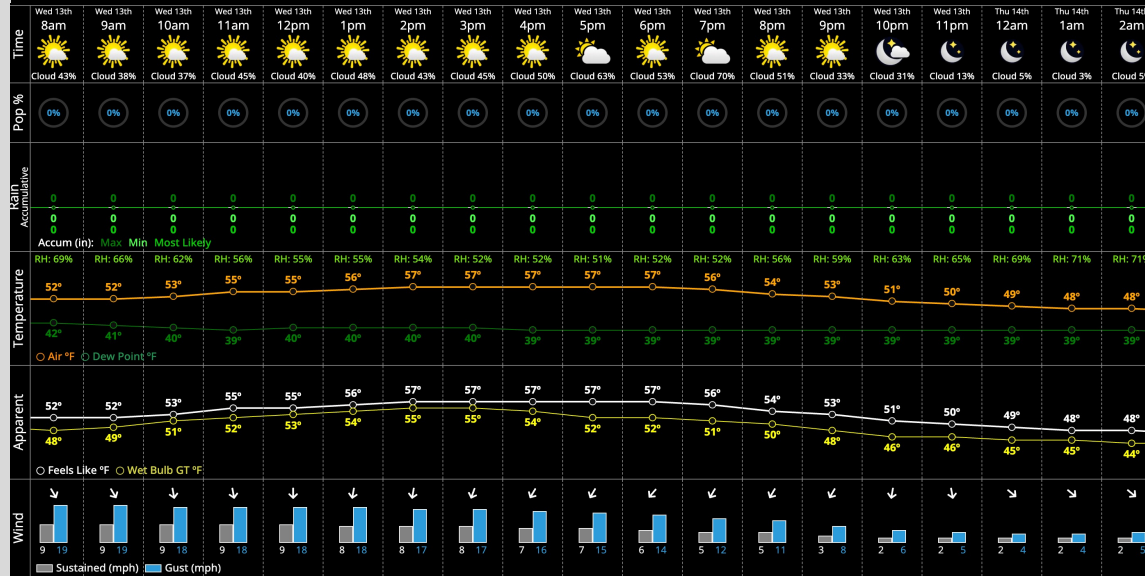 Wed 13th Wed 13th Wed 13th Wed 13th Wed 13th Wed 13th Wed 13th Wed 13th Wed 13th Wed 13th Wed 13th Wed 13th Wed 13th Wed 13th Wed 13th Wed 13th Thu 14th Thu 14th Thu 14th
Time 8am 9am 10am 11am 12pm 1pm 2pm 3pm 4pm 5pm 6pm 7pm 8pm 9pm 10pm 11pm 12am 1am 2am
Cloud 43% Cloud 38% Cloud 37% Cloud 45% Cloud 40% Cloud 48% Cloud 43% Cloud 45% Cloud 50% Cloud 63% Cloud 53% Cloud 70% Cloud 51% Cloud 33% Cloud 31% Cloud 13% Cloud 5% Cloud 3% Cloud 5%
Pop % 0% 0% 0% 0% 0% 0% 0% 0% 0% 0% 0% 0% 0% 0% 0% 0% 0% 0% 0%
Rain
Accumulative
0 0 0 0 0 0 0 0 0 0 0 0 0 0 0 0 0 0 0
0 0 0 0 0 0 0 0 0 0 0 0 0 0 0 0 0 0 0
0 0 0 0 0 0 0 0 0 0 0 0 0 0 0 0 0 0 0
Accum (in): Max Min Most Likely
Temperature
RH: 69% RH: 66% RH: 62% RH: 56% RH: 55% RH: 55% RH: 54% RH: 52% RH: 52% RH: 51% RH: 52% RH: 52% RH: 56% RH: 59% RH: 63% RH: 65% RH: 69% RH: 71% RH: 71%
52° 52° 53° 55° 55° 56° 57° 57° 57° 57° 57° 56° 54° 53° 51° 50° 49° 48° 48°
42° 41° 40° 39° 40° 40° 40° 40° 39° 39° 39° 39° 39° 39° 39° 39° 39° 39° 39°
Air °F Dew Point °F
Apparent
52° 52° 53° 55° 55° 56° 57° 57° 57° 57° 57° 56° 54° 53° 51° 50° 49° 48° 48°
48° 49° 51° 52° 53° 54° 55° 55° 54° 52° 52° 51° 50° 48° 46° 46° 45° 45° 44°
Feels Like °F Wet Bulb GT °F
Wind
9 19 9 19 9 18 9 18 9 18 8 18 8 17 8 17 7 16 7 15 6 14 5 12 5 11 3 8 2 6 2 5 2 4 2 4 2 5
Sustained (mph) Gust (mph)